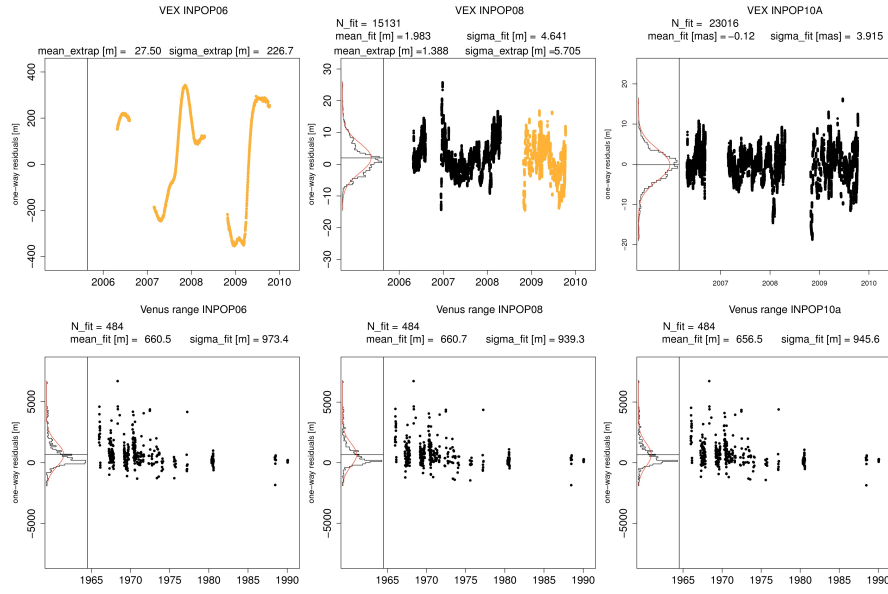 VEX INPOP06
mean_extrap [m] = 27.50 sigma_extrap [m] = 226.7
one-way residuals [m]
400
200
0
−200
−400
2006 2007 2008 2009 2010
VEX INPOP08
N_fit = 15131
mean_fit [m] =1.983 sigma_fit [m] = 4.641
mean_extrap [m] =1.388 sigma_extrap [m] =5.705
one-way residuals [m]
30
20
10
0
−10
−20
−30
2006 2007 2008 2009 2010
VEX INPOP10A
N_fit = 23016
mean_fit [mas] = −0.12 sigma_fit [mas] = 3.915
one-way residuals [m]
20
10
0
−10
−20
2007 2008 2009 2010
Venus range INPOP06
N_fit = 484
mean_fit [m] = 660.5 sigma_fit [m] = 973.4
one-way residuals [m]
5000
0
−5000
1965 1970 1975 1980 1985 1990
Venus range INPOP08
N_fit = 484
mean_fit [m] = 660.7 sigma_fit [m] = 939.3
one-way residuals [m]
5000
0
−5000
1965 1970 1975 1980 1985 1990
Venus range INPOP10a
N_fit = 484
mean_fit [m] = 656.5 sigma_fit [m] = 945.6
one-way residuals [m]
5000
0
−5000
1965 1970 1975 1980 1985 1990